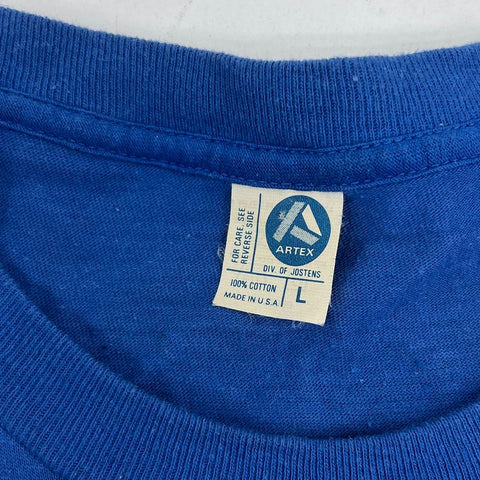 FOR CARE, SEE
REVERSE SIDE
ARTEX
DIV. OF JOSTENS
100% COTTON
MADE IN U.S.A.
L